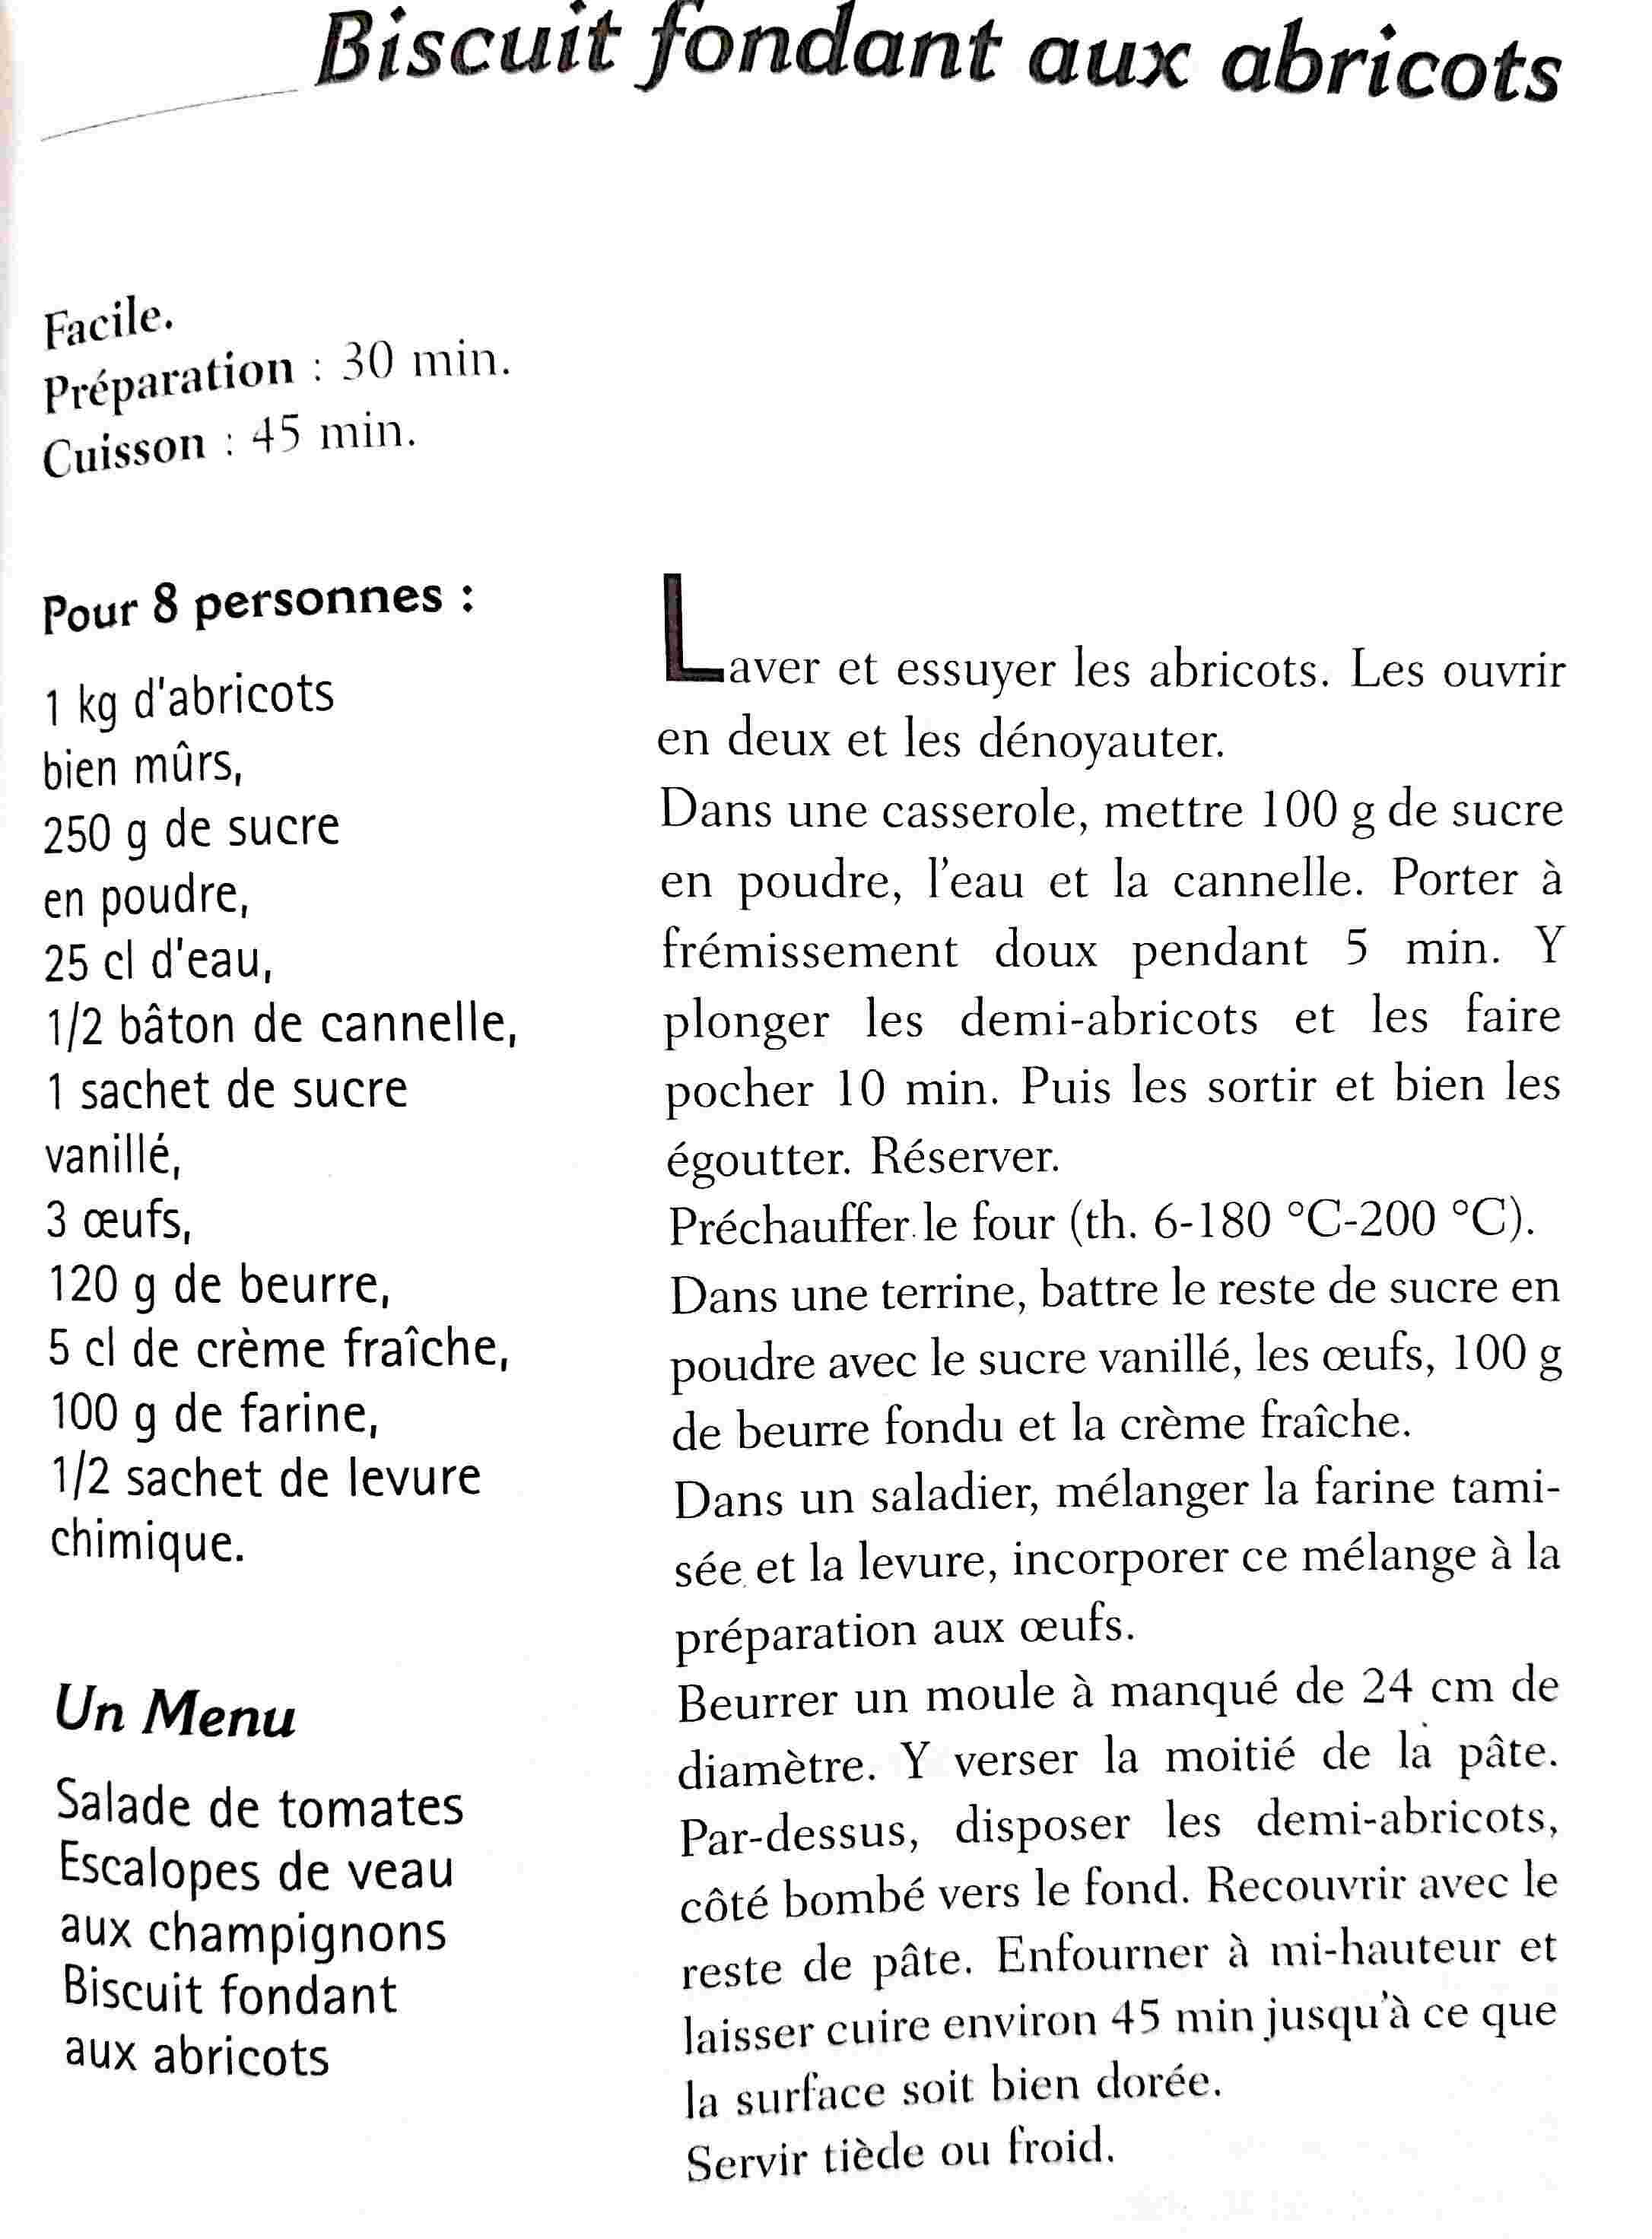 Biscuit fondant aux abricots
Facile.
Préparation : 30 min.
Cuisson : 45 min.
Pour 8 personnes :
1 kg d'abricots
bien mûrs,
250 g de sucre
en poudre,
25 cl d'eau,
1/2 bâton de cannelle,
1 sachet de sucre
vanillé,
3 œufs,
120 g de beurre,
5 cl de crème fraîche,
100 g de farine,
1/2 sachet de levure
chimique.
Un Menu
Salade de tomates
Escalopes de veau
aux champignons
Biscuit fondant
aux abricots
Laver et essuyer les abricots. Les ouvrir
en deux et les dénoyauter.
Dans une casserole, mettre 100 g de sucre
en poudre, l'eau et la cannelle. Porter à
frémissement doux pendant 5 min. Y
plonger les demi-abricots et les faire
pocher 10 min. Puis les sortir et bien les
égoutter. Réserver.
Préchauffer le four (th. 6-180 °C-200 °C).
Dans une terrine, battre le reste de sucre en
poudre avec le sucre vanillé, les œufs, 100 g
de beurre fondu et la crème fraîche.
Dans un saladier, mélanger la farine tami-
sée et la levure, incorporer ce mélange à la
préparation aux œufs.
Beurrer un moule à manqué de 24 cm de
diamètre. Y verser la moitié de la pâte.
Par-dessus, disposer les demi-abricots,
côté bombé vers le fond. Recouvrir avec le
reste de pâte. Enfourner à mi-hauteur et
laisser cuire environ 45 min jusqu'à ce que
la surface soit bien dorée.
Servir tiède ou froid.